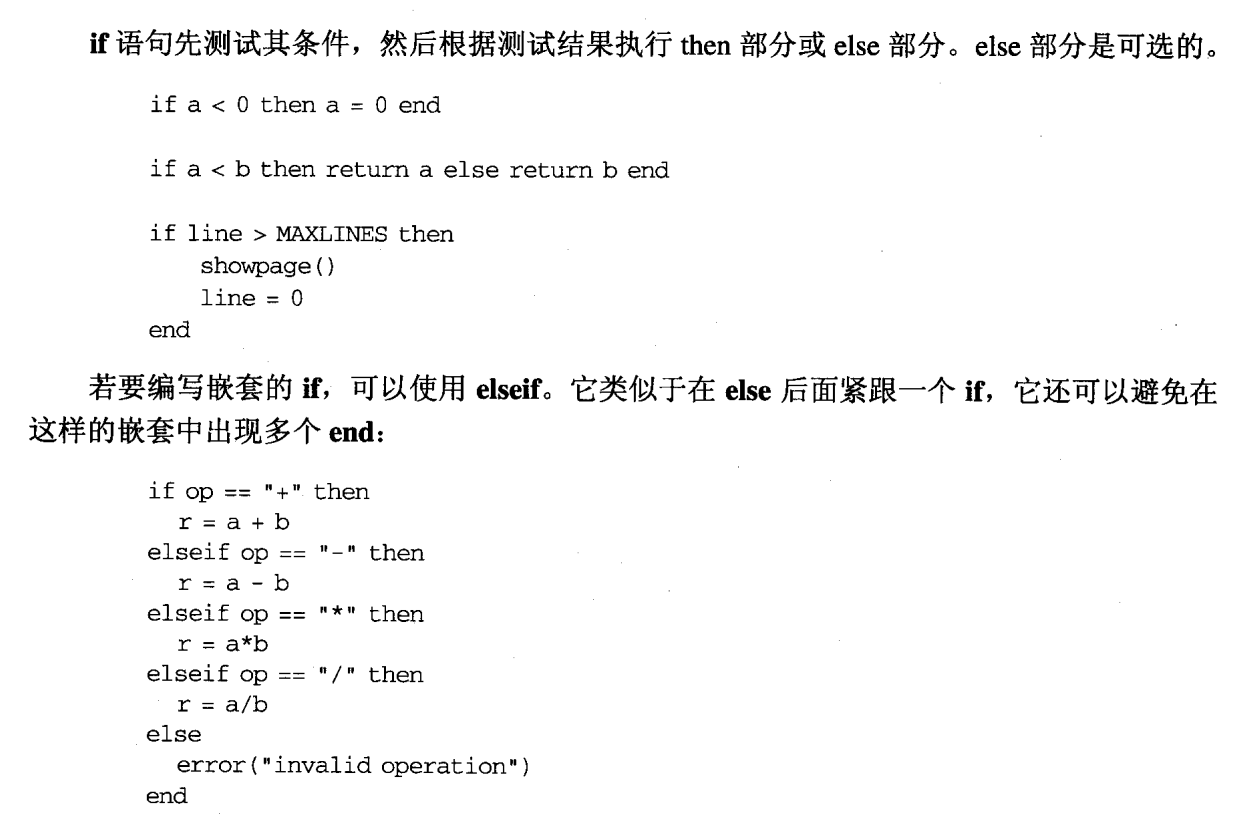 if 语句先测试其条件，然后根据测试结果执行 then 部分或 else 部分。else 部分是可选的。
if a < 0 then a = 0 end
if a < b then return a else return b end
if line > MAXLINES then
showpage()
line = 0
end
若要编写嵌套的 if，可以使用 elseif。它类似于在 else 后面紧跟一个 if，它还可以避免在
这样的嵌套中出现多个 end：
if op == "+" then
r = a + b
elseif op == "-" then
r = a - b
elseif op == "*" then
r = a*b
elseif op == "/" then
r = a/b
else
error("invalid operation")
end